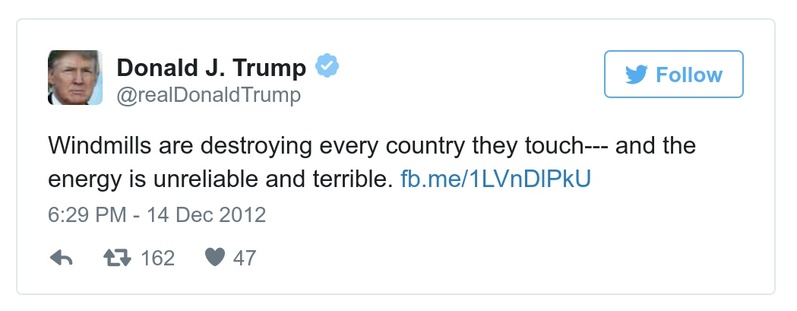 Donald J. Trump
@realDonaldTrump
Follow
Windmills are destroying every country they touch--- and the
energy is unreliable and terrible. fb.me/1LVnDlPkU
6:29 PM - 14 Dec 2012
162 47